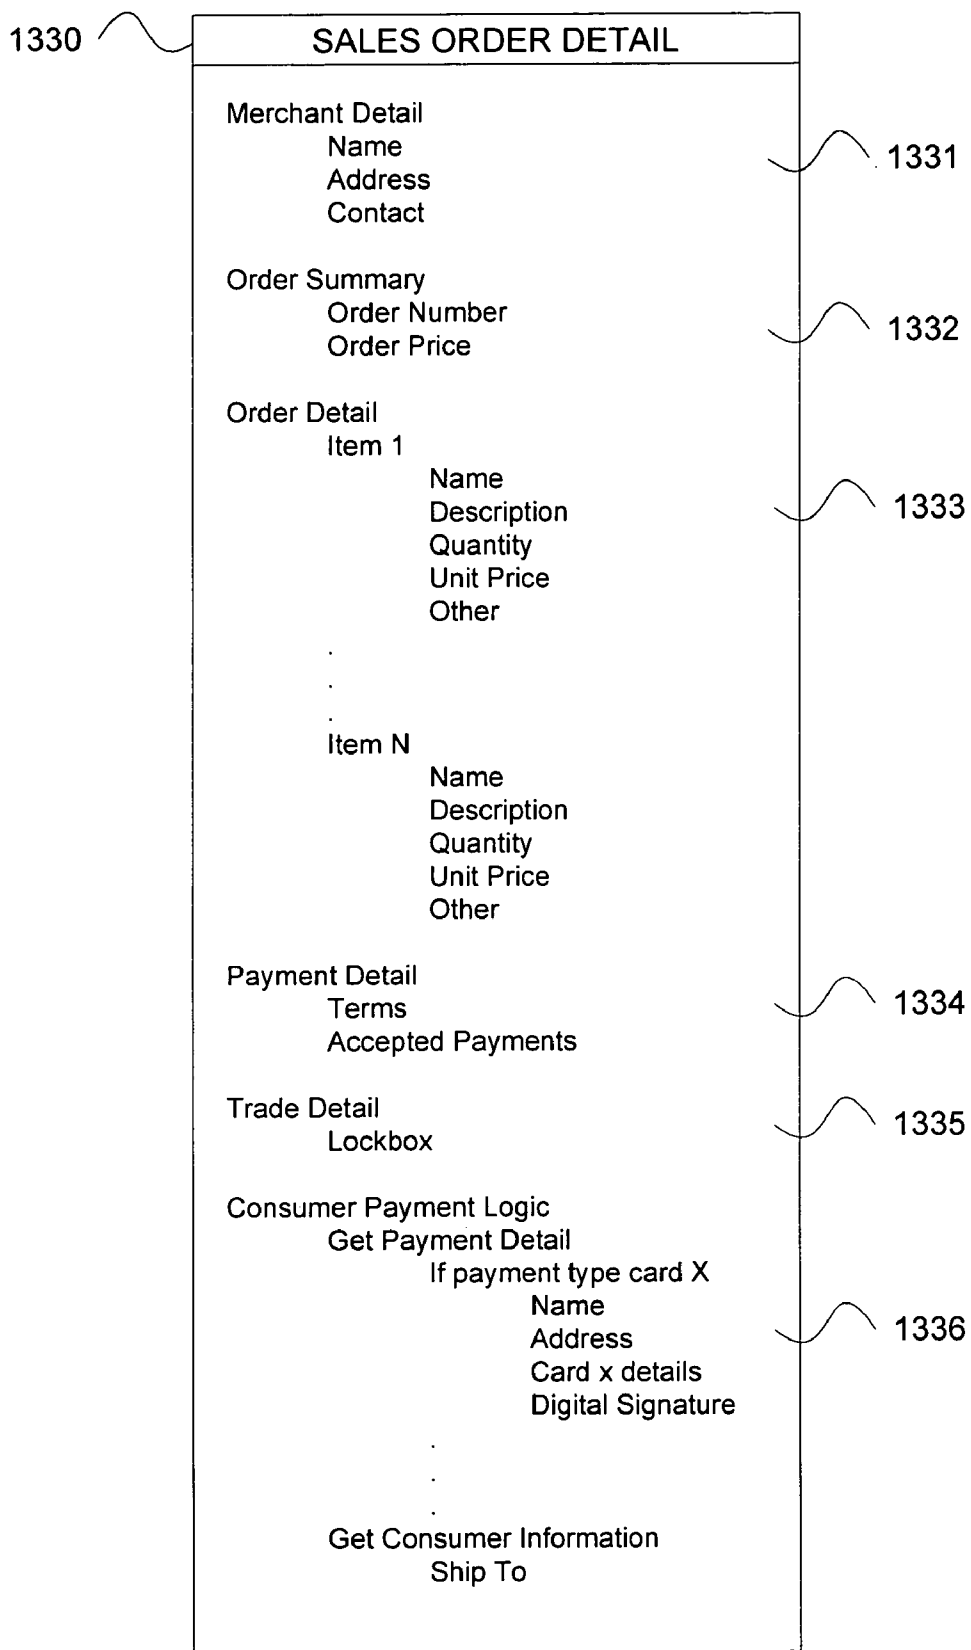 1330
SALES ORDER DETAIL
Merchant Detail
Name
1331
Address
Contact
Order Summary
Order Number
1332
Order Price
Order Detail
Item 1
Name
1333
Description
Quantity
Unit Price
Other
.
.
.
Item N
Name
Description
Quantity
Unit Price
Other
Payment Detail
1334
Terms
Accepted Payments
Trade Detail
1335
Lockbox
Consumer Payment Logic
Get Payment Detail
If payment type card X
Name
1336
Address
Card x details
Digital Signature
.
.
.
Get Consumer Information
Ship To